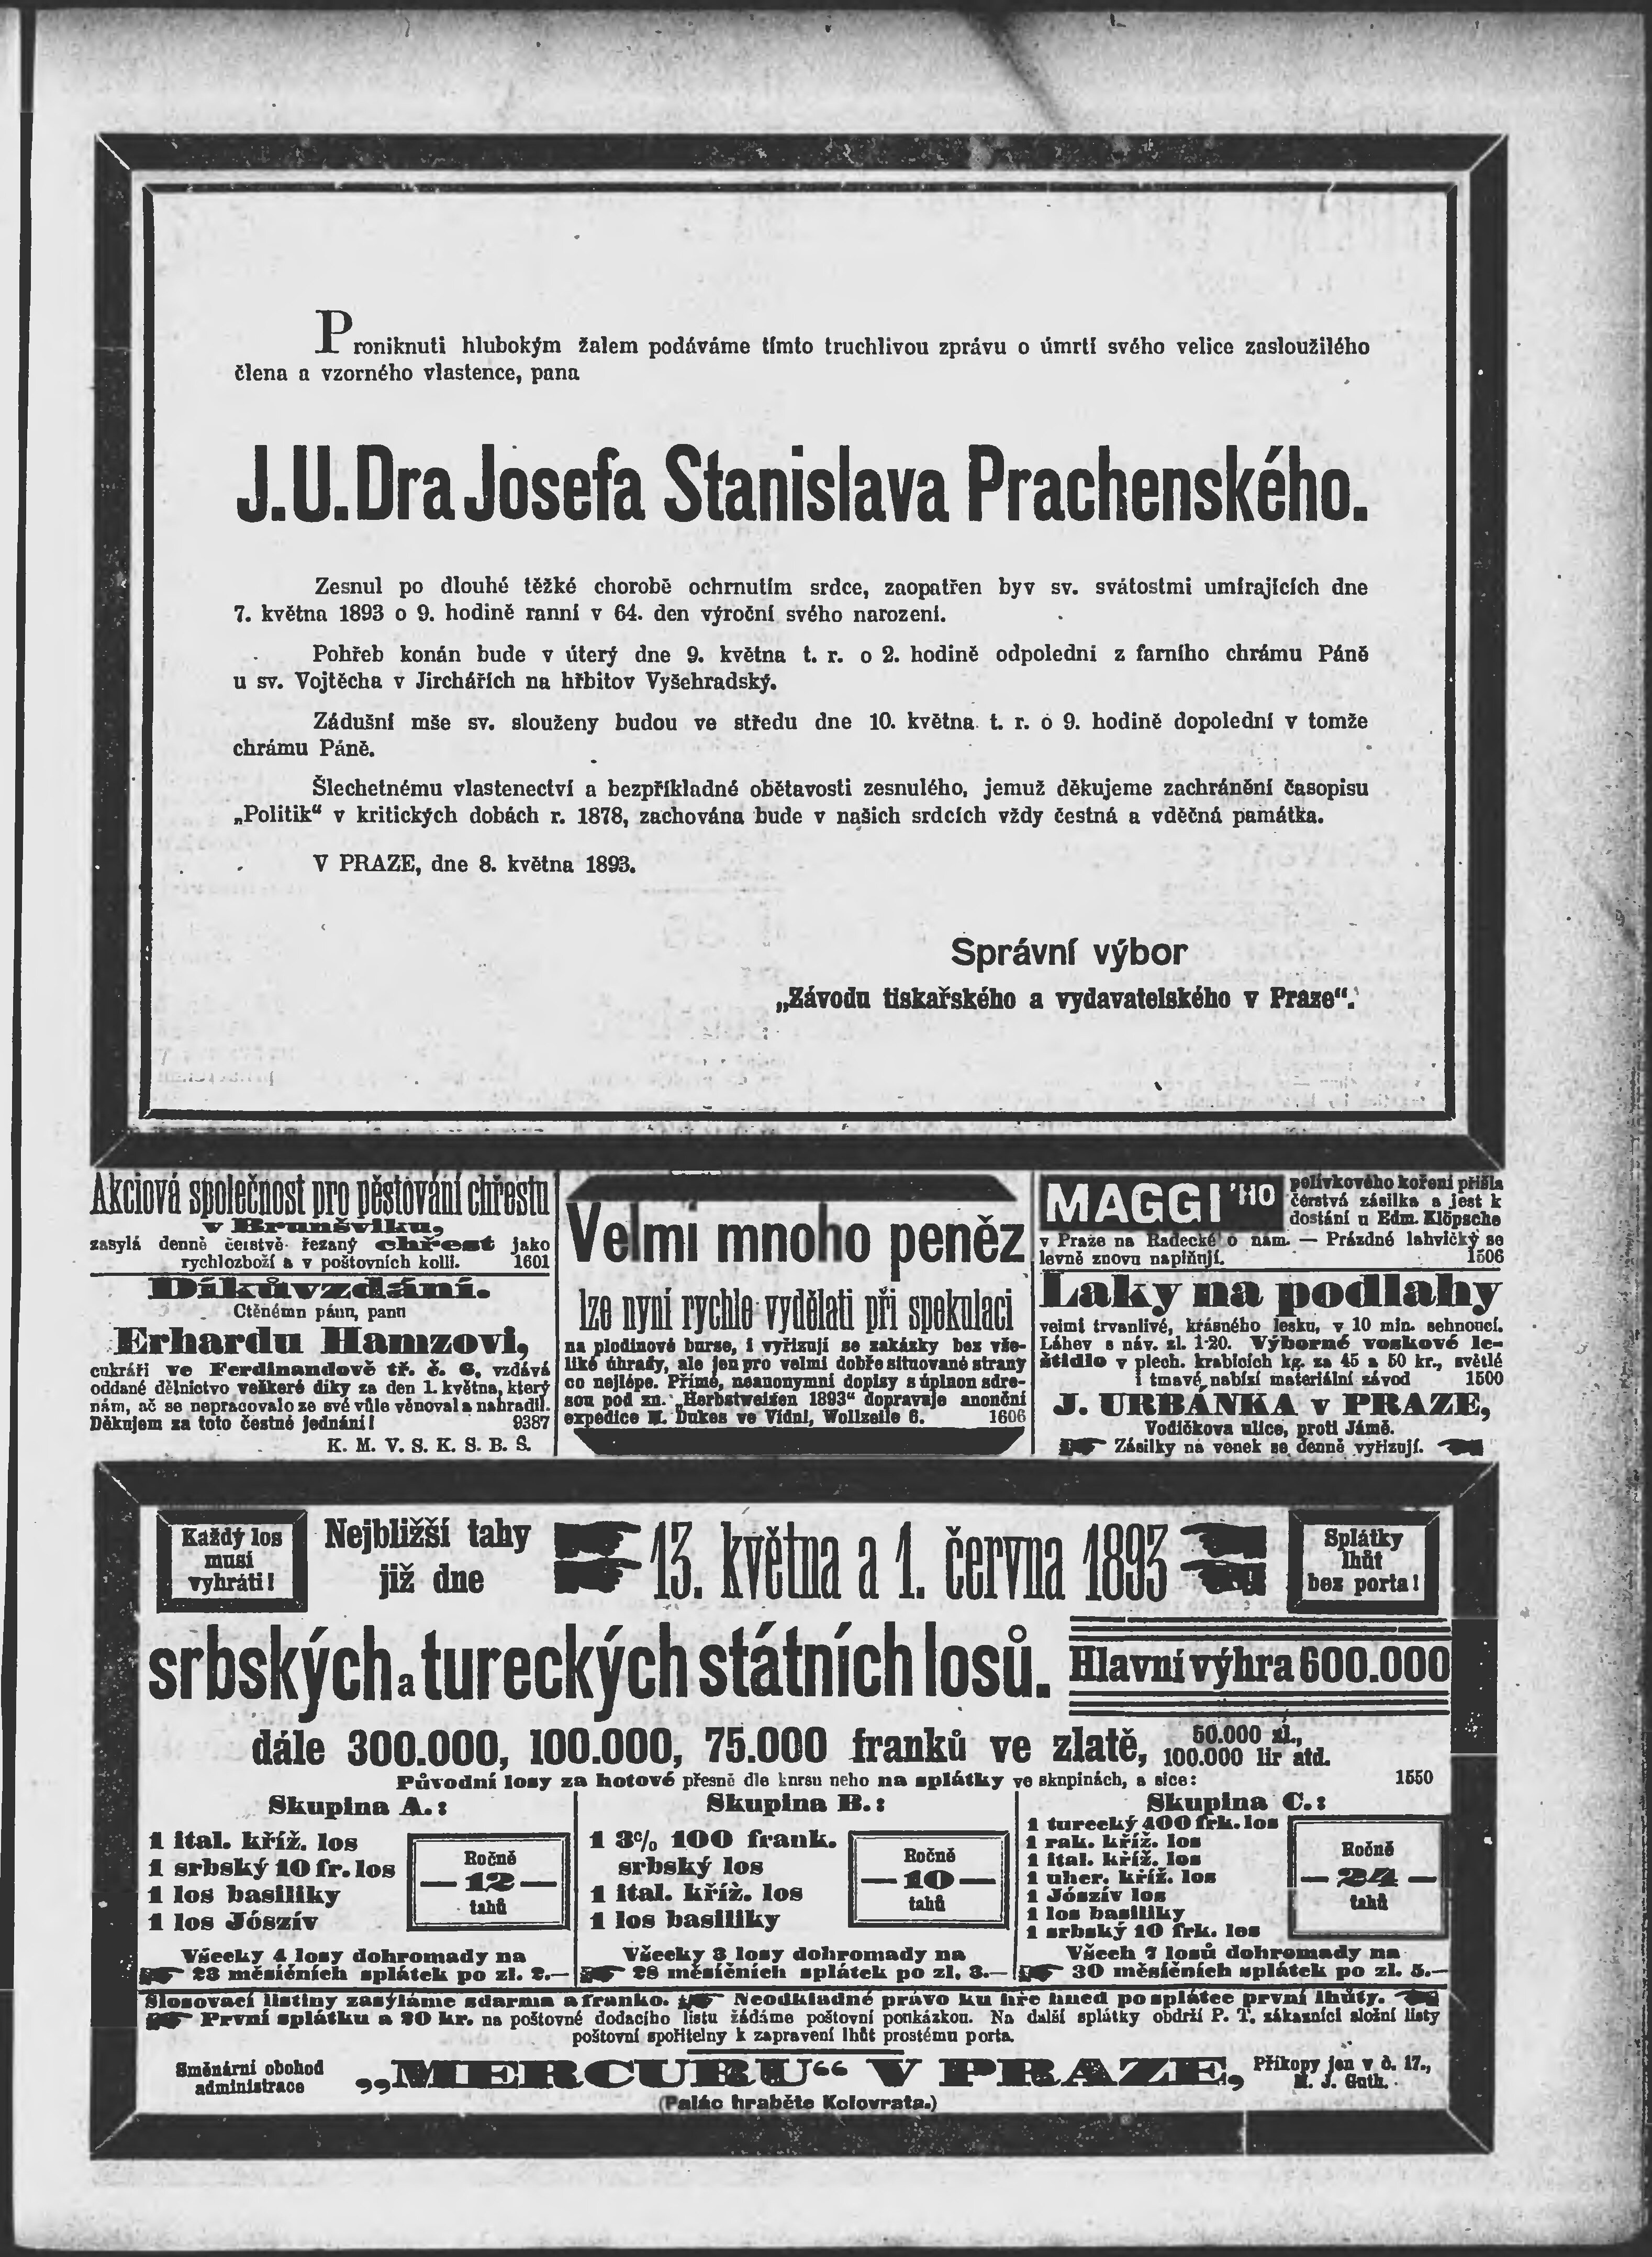 Proniknuti hlubokým žalem podáváme tímto truchlivou zprávu o úmrtí svého velice zasloužilého
člena a vzorného vlastence, pana
J. U. Dra Josefa Stanislava Prachenského.
Zesnul po dlouhé těžké chorobě ochrnutím srdce, zaopatřen byv sv. svátostmi umírajících dne
7. května 1893 o 9. hodině ranní v 64. den výroční svého narození.
Pohřeb konán bude v úterý dne 9. května t. r. o 2. hodině odpolední z farního chrámu Páně
u sv. Vojtěcha v Jirchářích na hřbitov Vyšehradský.
Zádušní mše sv. slouženy budou ve středu dne 10. května t. r. o 9. hodině dopolední v tomže
chrámu Páně.
Šlechetnému vlastenectví a bezpříkladné obětavosti zesnulého, jemuž děkujeme zachránění časopisu
„Politik“ v kritických dobách r. 1878, zachována bude v našich srdcích vždy čestná a vděčná památka.
V PRAZE, dne 8. května 1893.
Správní výbor
„Závodu tiskařského a vydavatelského v Praze“.
Akciová společnost pro pěstování chřestu
v Brunšviku,
zasýlá denně čerstvě řezaný chřest jako
rychlozboží a v poštovních kolli. 1601
Díkůvzdání.
Ctěnému pánu, panu
Erhardu Hamzovi,
cukráři ve Ferdinandově tř. č. 6, vzdává
oddané dělnictvo veškeré díky za den 1. května, který
nám, ač se nepracovalo ze své vůle věnoval a nahradil.
Děkujem za toto čestné jednání! 9387
K. M. V. S. K. S. B. S.
Velmi mnoho peněz
lze nyní rychle vydělati při spekulaci
na plodinové burse, i vyřizují se zakázky bez vše-
liké úhrady, ale jen pro velmi dobře situované strany
co nejlépe. Přímé, neanonymní dopisy s úplnou adre-
sou pod zn. „Herbstweizen 1893“ dopravuje anonční
expedice M. Dukes ve Vídni, Wollzeile 6. 1606
MAGGI'HO polívkového koření přišla
čerstvá zásilka a jest k
dostání u Edm. Klöpsche
v Praze na Radeckého nám. — Prázdné lahvičky se
levně znovu naplňují. 1506
Laky na podlahy
velmi trvanlivé, krásného lesku, v 10 min. schnoucí.
Láhev s náv. zl. 1·20. Výborné voskové le-
štidlo v plech. krabicích kg. za 45 a 50 kr., světlé
i tmavé, nabízí materiální závod 1500
J. URBÁNKA v PRAZE,
Vodičkova ulice, proti Jámě.
Zásilky na venek se denně vyřizují.
Každý los
musí
vyhráti!
Nejbližší tahy
již dne
13. května a 1. června 1893
Splátky
lhůt
bez porta!
srbských a tureckých státních losů. Hlavní výhra 600.000
dále 300.000, 100.000, 75.000 franků ve zlatě, 50.000 zl.,
100.000 lir atd.
Původní losy za hotové přesně dle kursu neho na splátky ve skupinách, a sice: 1550
Skupina A.:
1 ital. kříž. los
1 srbský 10 fr. los
1 los basiliky
1 los Jószív
Ročně
— 12 —
tahů
Všecky 4 losy dohromady na
23 měsíčních splátek po zl. 2.—
Skupina B.:
1 3% 100 frank.
srbský los
1 ital. kříž. los
1 los basiliky
Ročně
— 10 —
tahů
Všecky 3 losy dohromady na
28 měsíčních splátek po zl. 3.—
Skupina C.:
1 turecký 400 frk. los
1 rak. kříž. los
1 ital. kříž. los
1 uher. kříž. los
1 Jószív los
1 los basiliky
1 srbský 10 frk. los
Ročně
— 24 —
tahů
Všech 7 losů dohromady na
30 měsíčních splátek po zl. 5.—
Slosovací listiny zasýláme zdarma a franko. Neodkladné právo ku hře hned po splátce první lhůty.
První splátku a 20 kr. na poštovné dodacího listu žádáme poštovní poukázkou. Na další splátky obdrží P. T. zákazníci složní listy
poštovní spořitelny k zapravení lhůt prostému porta.
Směnární obchod
administrace
„MERCURU“ V PRAZE,
Příkopy jen v č. 17.,
M. J. Guth.
(Palác hraběte Kolovrata.)